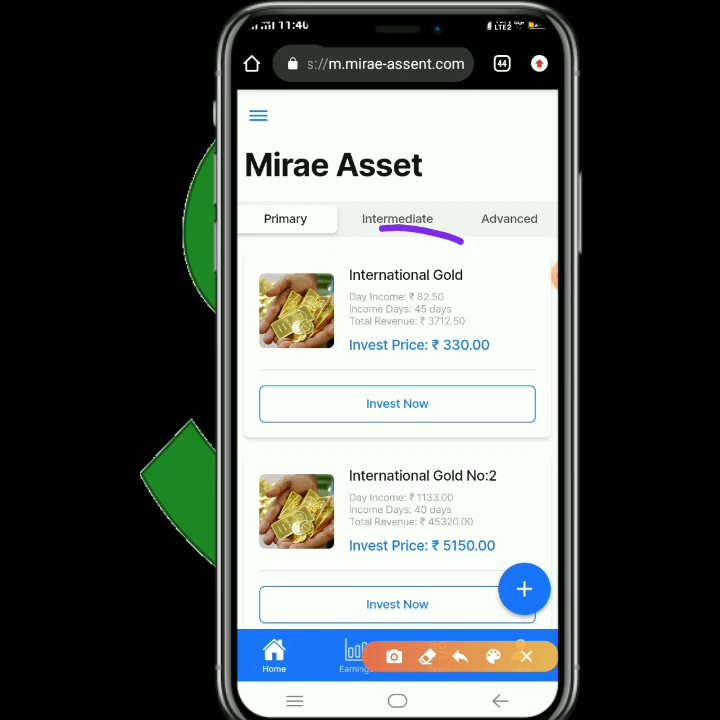 11:40
LTE2
s://m.mirae-assent.com
44
Mirae Asset
Primary
Intermediate
Advanced
International Gold
Day Income: ₹ 82.50
Income Days: 45 days
Total Revenue: ₹ 3712.50
Invest Price: ₹ 330.00
Invest Now
International Gold No:2
Day Income: ₹ 1133.00
Income Days: 40 days
Total Revenue: ₹ 45320.00
Invest Price: ₹ 5150.00
Invest Now
+
Home
Earnings